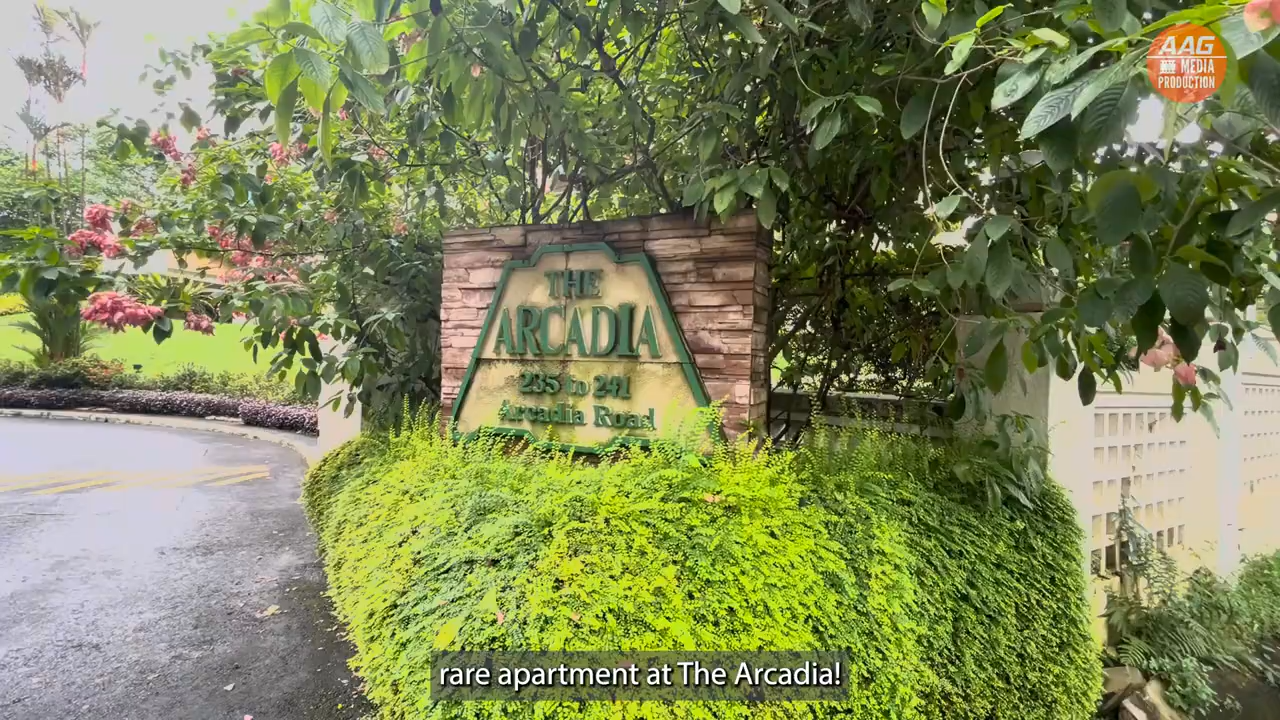 AAG
MEDIA
PRODUCTION
THE
ARCADIA
235 to 241
Arcadia Road
rare apartment at The Arcadia!